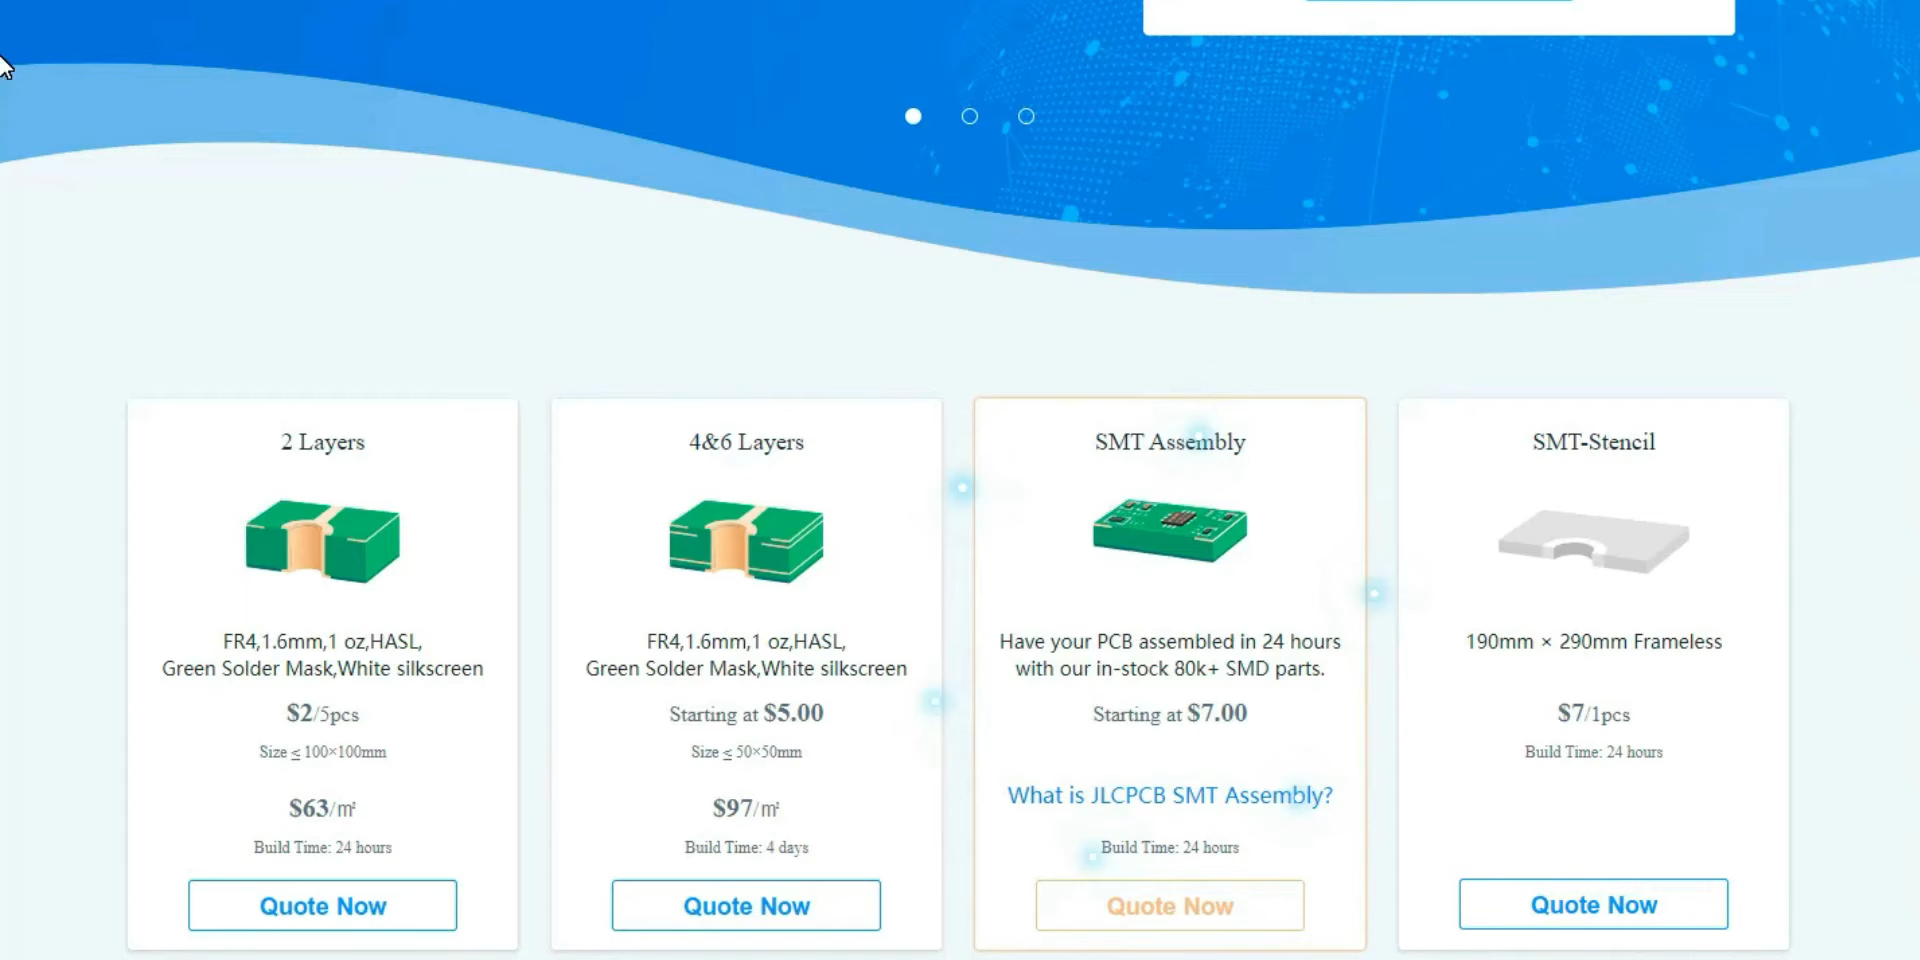 2 Layers
FR4,1.6mm,1 oz,HASL,
Green Solder Mask,White silkscreen
$2/5pcs
Size ≤ 100×100mm
$63/㎡
Build Time: 24 hours
Quote Now
4&6 Layers
FR4,1.6mm,1 oz,HASL,
Green Solder Mask,White silkscreen
Starting at $5.00
Size ≤ 50×50mm
$97/㎡
Build Time: 4 days
Quote Now
SMT Assembly
Have your PCB assembled in 24 hours
with our in-stock 80k+ SMD parts.
Starting at $7.00
What is JLCPCB SMT Assembly?
Build Time: 24 hours
Quote Now
SMT-Stencil
190mm × 290mm Frameless
$7/1pcs
Build Time: 24 hours
Quote Now